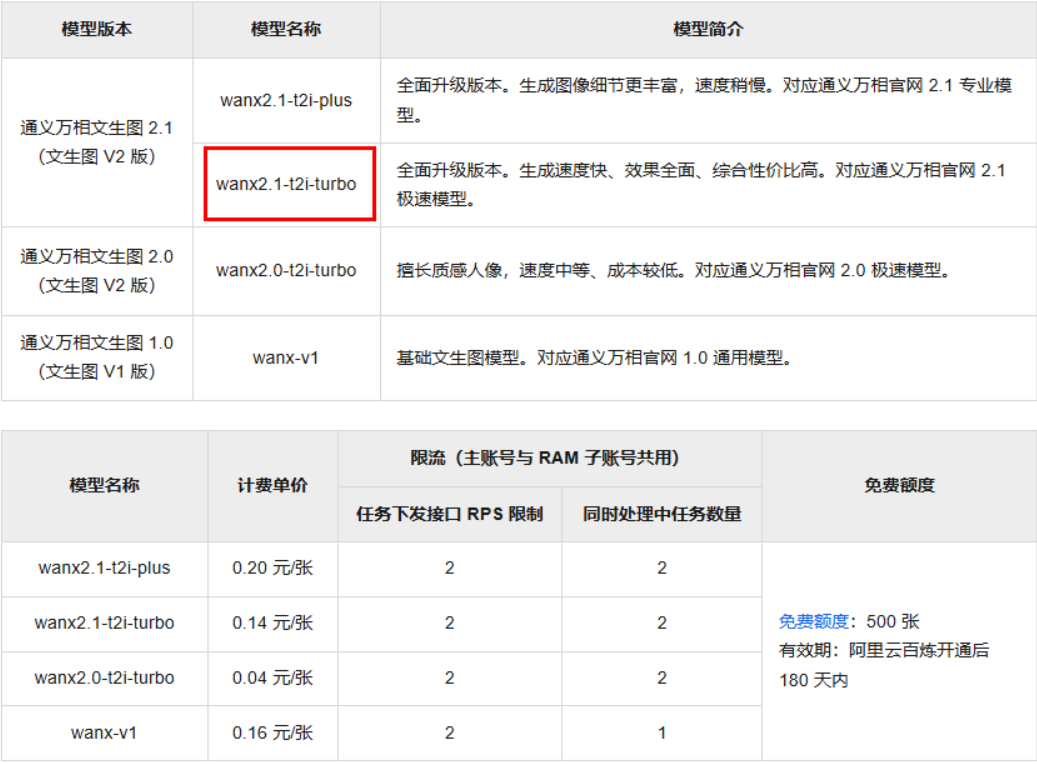 模型版本
模型名称
模型简介
通义万相文生图 2.1
（文生图 V2 版）
wanx2.1-t2i-plus
全面升级版本。生成图像细节更丰富，速度稍慢。对应通义万相官网 2.1 专业模
型。
wanx2.1-t2i-turbo
全面升级版本。生成速度快、效果全面、综合性价比高。对应通义万相官网 2.1
极速模型。
通义万相文生图 2.0
（文生图 V2 版）
wanx2.0-t2i-turbo
擅长质感人像，速度中等、成本较低。对应通义万相官网 2.0 极速模型。
通义万相文生图 1.0
（文生图 V1 版）
wanx-v1
基础文生图模型。对应通义万相官网 1.0 通用模型。
模型名称
计费单价
限流（主账号与 RAM 子账号共用）
任务下发接口 RPS 限制
同时处理中任务数量
免费额度
wanx2.1-t2i-plus
0.20 元/张
2
2
wanx2.1-t2i-turbo
0.14 元/张
2
2
wanx2.0-t2i-turbo
0.04 元/张
2
2
wanx-v1
0.16 元/张
2
1
免费额度：500 张
有效期：阿里云百炼开通后
180 天内